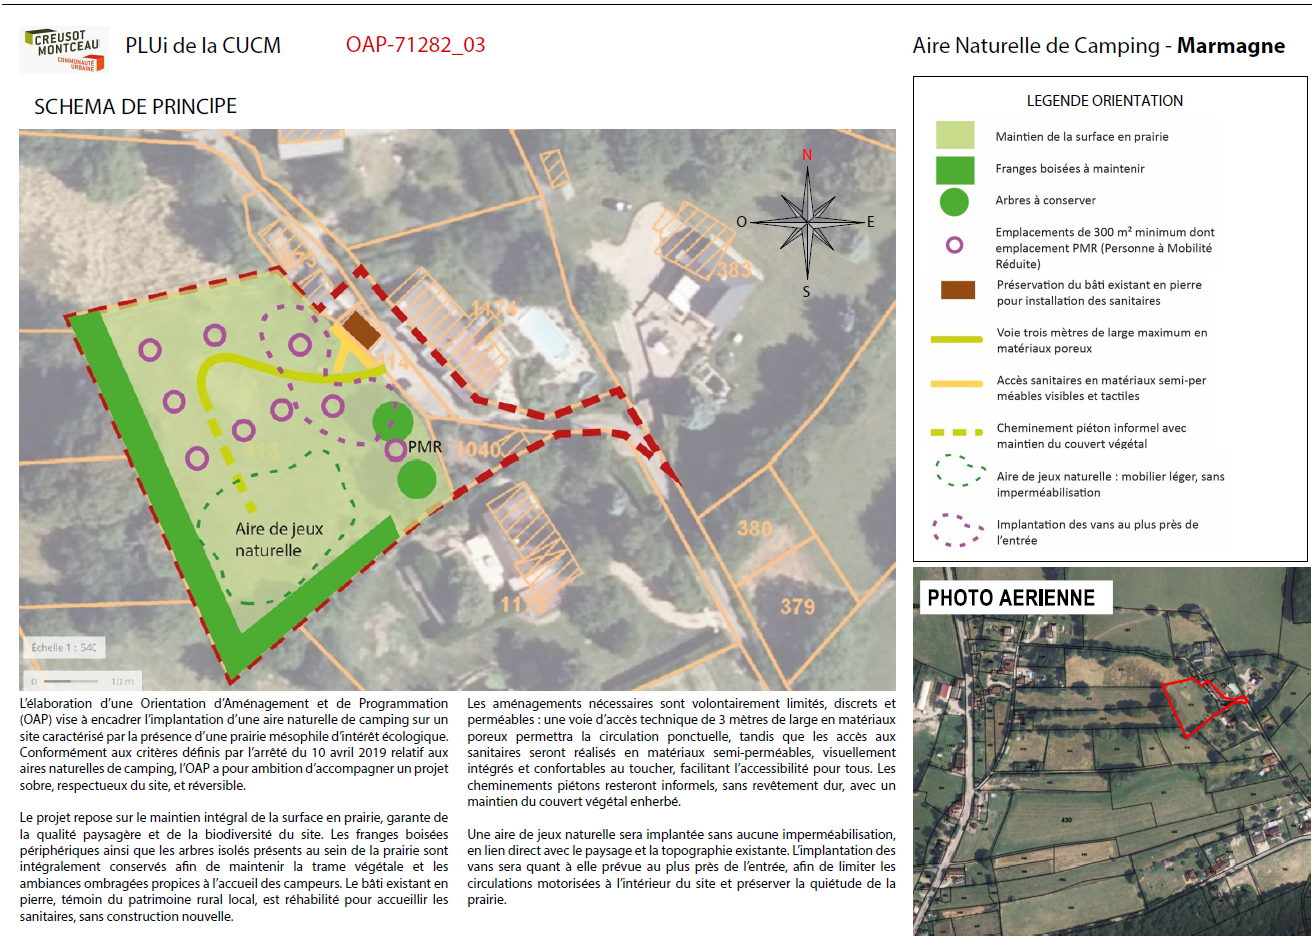 CREUSOT
MONTCEAU
COMMUNAUTÉ
URBAINE
PLUi de la CUCM
OAP-71282_03
Aire Naturelle de Camping - Marmagne
SCHEMA DE PRINCIPE
N
O
E
S
383
1174
414
413
1040
380
379
PMR
Aire de jeux
naturelle
Échelle 1 : 540
0
10 m
LEGENDE ORIENTATION
Maintien de la surface en prairie
Franges boisées à maintenir
Arbres à conserver
Emplacements de 300 m² minimum dont
emplacement PMR (Personne à Mobilité
Réduite)
Préservation du bâti existant en pierre
pour installation des sanitaires
Voie trois mètres de large maximum en
matériaux poreux
Accès sanitaires en matériaux semi-per
méables visibles et tactiles
Cheminement piéton informel avec
maintien du couvert végétal
Aire de jeux naturelle : mobilier léger, sans
imperméabilisation
Implantation des vans au plus près de
l'entrée
PHOTO AERIENNE
430
L'élaboration d'une Orientation d'Aménagement et de Programmation
(OAP) vise à encadrer l'implantation d'une aire naturelle de camping sur un
site caractérisé par la présence d'une prairie mésophile d'intérêt écologique.
Conformément aux critères définis par l'arrêté du 10 avril 2019 relatif aux
aires naturelles de camping, l'OAP a pour ambition d'accompagner un projet
sobre, respectueux du site, et réversible.
Le projet repose sur le maintien intégral de la surface en prairie, garante de
la qualité paysagère et de la biodiversité du site. Les franges boisées
périphériques ainsi que les arbres isolés présents au sein de la prairie sont
intégralement conservés afin de maintenir la trame végétale et les
ambiances ombragées propices à l'accueil des campeurs. Le bâti existant en
pierre, témoin du patrimoine rural local, est réhabilité pour accueillir les
sanitaires, sans construction nouvelle.
Les aménagements nécessaires sont volontairement limités, discrets et
perméables : une voie d'accès technique de 3 mètres de large en matériaux
poreux permettra la circulation ponctuelle, tandis que les accès aux
sanitaires seront réalisés en matériaux semi-perméables, visuellement
intégrés et confortables au toucher, facilitant l'accessibilité pour tous. Les
cheminements piétons resteront informels, sans revêtement dur, avec un
maintien du couvert végétal enherbé.
Une aire de jeux naturelle sera implantée sans aucune imperméabilisation,
en lien direct avec le paysage et la topographie existante. L'implantation des
vans sera quant à elle prévue au plus près de l'entrée, afin de limiter les
circulations motorisées à l'intérieur du site et préserver la quiétude de la
prairie.